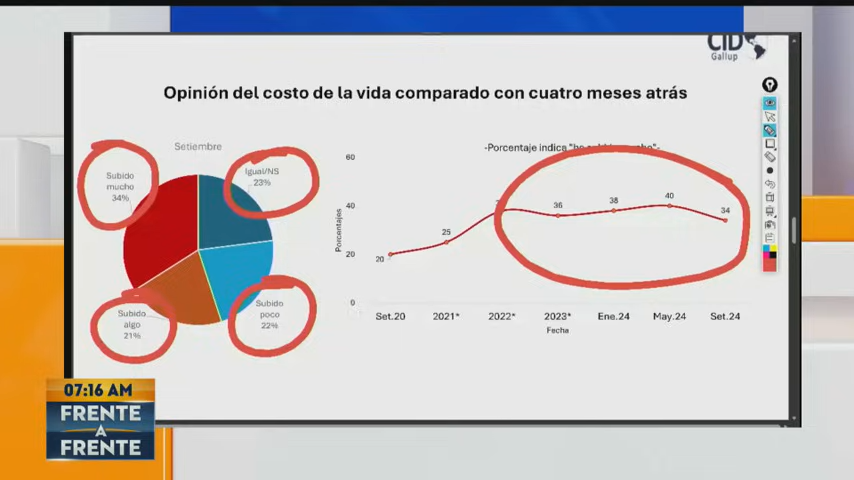 CID
Gallup
Opinión del costo de la vida comparado con cuatro meses atrás
Setiembre
Subido
mucho
34%
Igual/NS
23%
Subido
algo
21%
Subido
poco
22%
-Porcentaje indica
60
40
20
0
Porcentajes
20
25
36
38
40
34
Set.20
2021*
2022*
2023*
Ene.24
May.24
Set.24
Fecha
07:16 AM
FRENTE
A
FRENTE